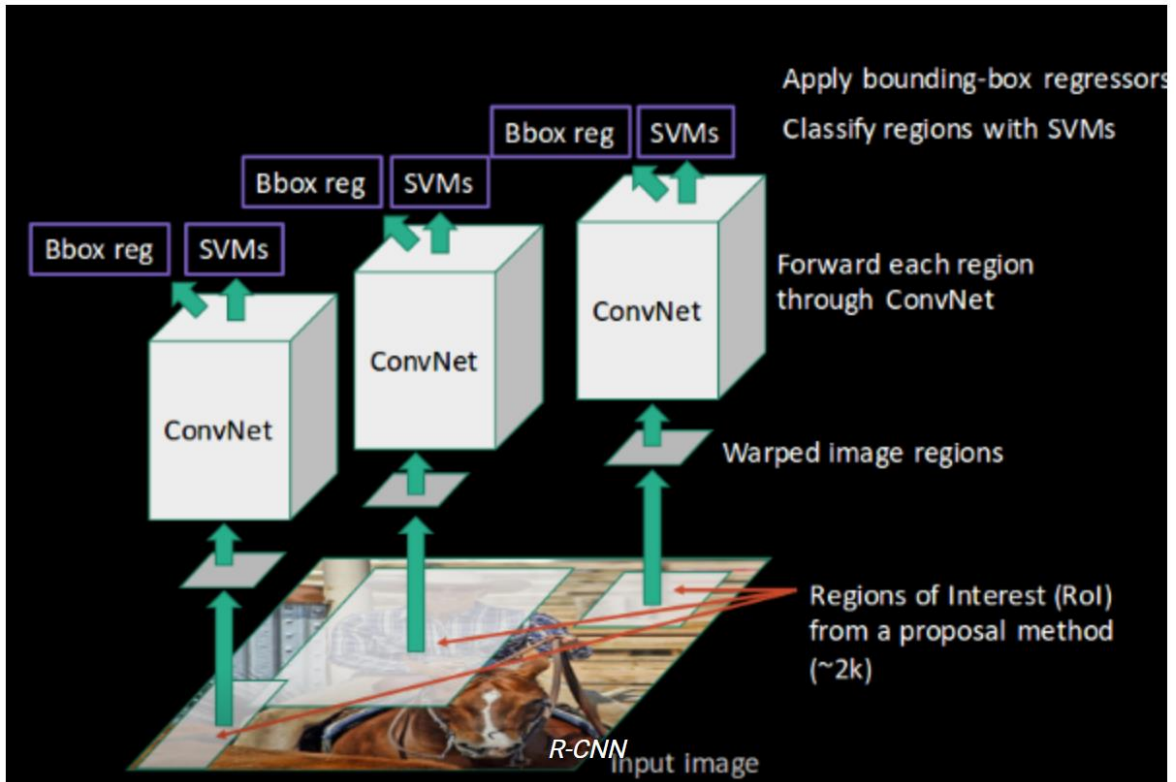 Apply bounding-box regressors
Bbox reg
SVMs
Classify regions with SVMs
Bbox reg
SVMs
Bbox reg
SVMs
Forward each region
through ConvNet
ConvNet
ConvNet
ConvNet
Warped image regions
Regions of Interest (RoI)
from a proposal method
(~2k)
R-CNN
Input image